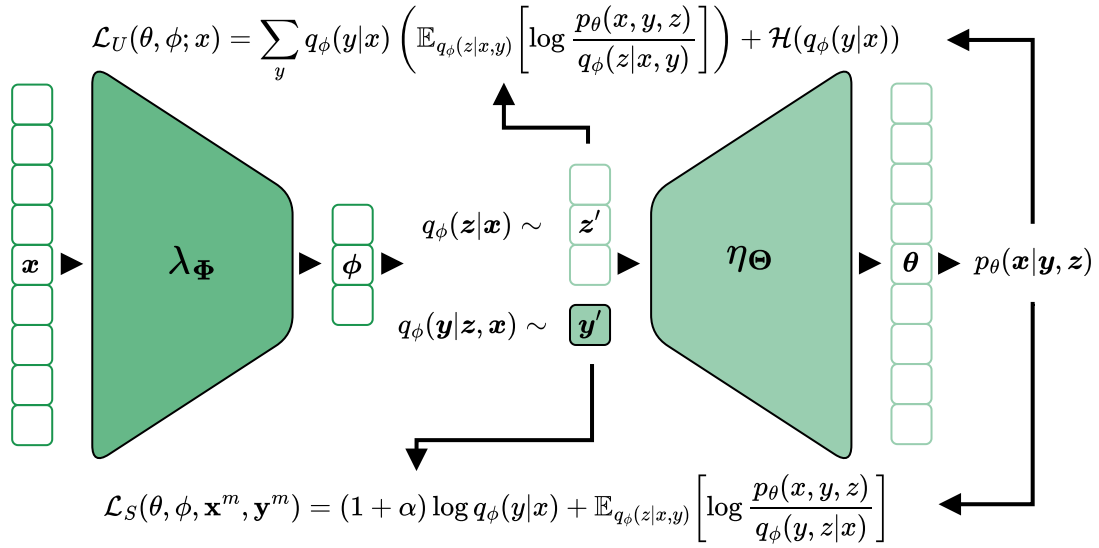 ℒ_U(θ, ϕ; x) = ∑_y q_ϕ(y|x) ( 𝔼_{q_ϕ(z|x,y)} [ log p_θ(x, y, z) / q_ϕ(z|x, y) ] ) + ℋ(q_ϕ(y|x))
x
λ_Φ
ϕ
q_ϕ(z|x) ∼
z′
q_ϕ(y|z, x) ∼
y′
η_Θ
θ
p_θ(x|y, z)
ℒ_S(θ, ϕ, x^m, y^m) = (1 + α) log q_ϕ(y|x) + 𝔼_{q_ϕ(z|x,y)} [ log p_θ(x, y, z) / q_ϕ(y, z|x) ]